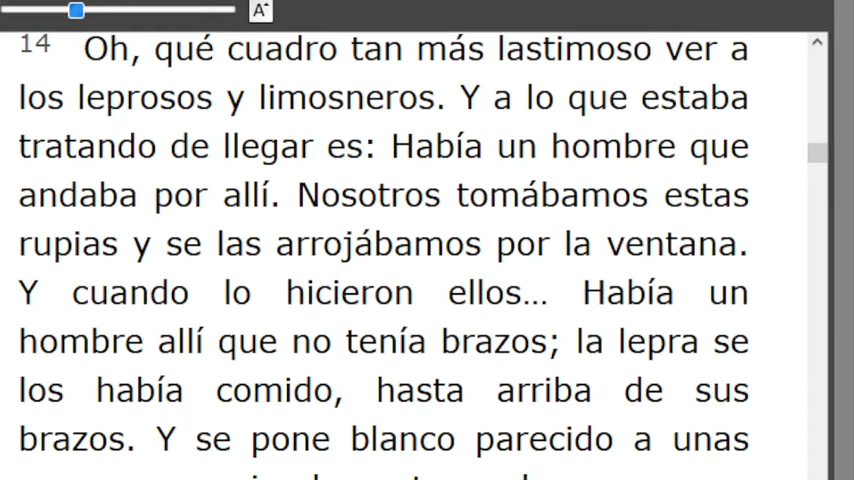 A
14 Oh, qué cuadro tan más lastimoso ver a
los leprosos y limosneros. Y a lo que estaba
tratando de llegar es: Había un hombre que
andaba por allí. Nosotros tomábamos estas
rupias y se las arrojábamos por la ventana.
Y cuando lo hicieron ellos… Había un
hombre allí que no tenía brazos; la lepra se
los había comido, hasta arriba de sus
brazos. Y se pone blanco parecido a unas